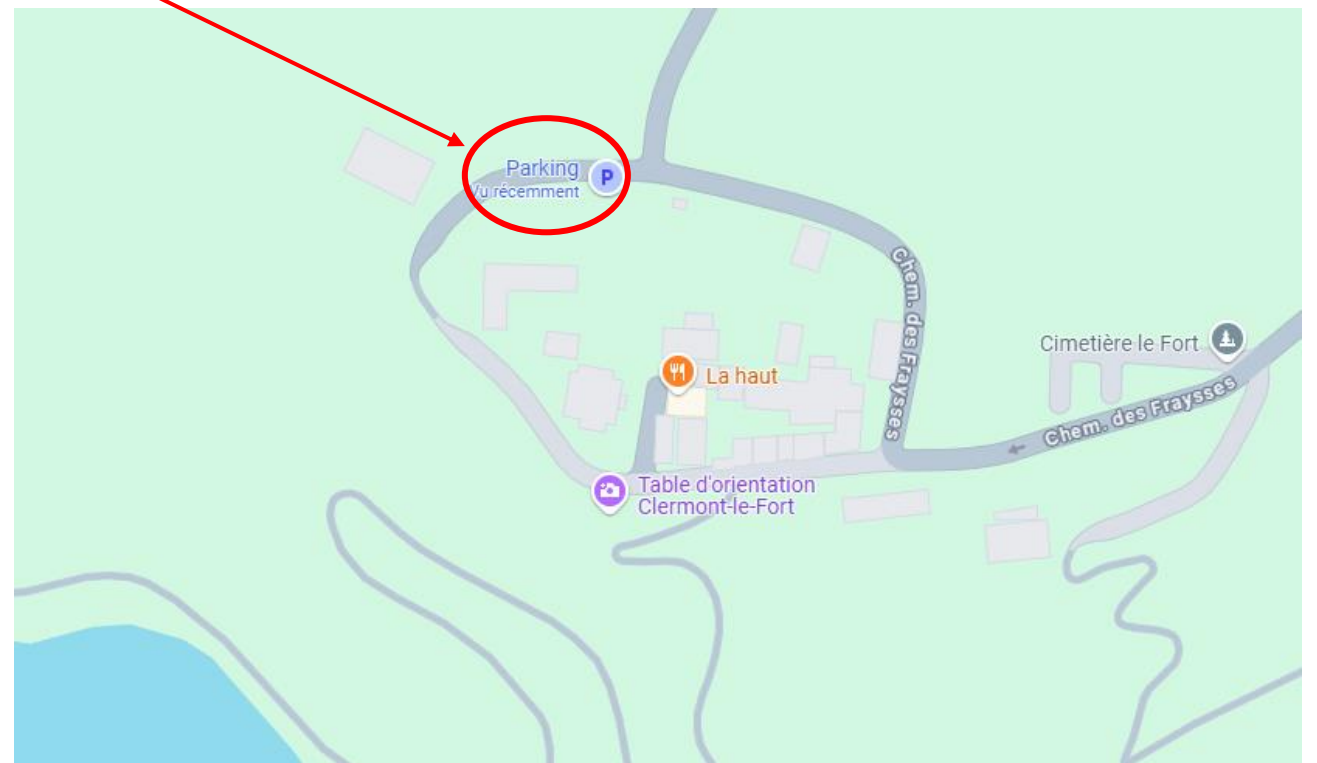 Parking
Vu récemment
P
Chem. des Fraysses
Cimetière le Fort
La haut
Chem. des Fraysses
Table d'orientation
Clermont-le-Fort